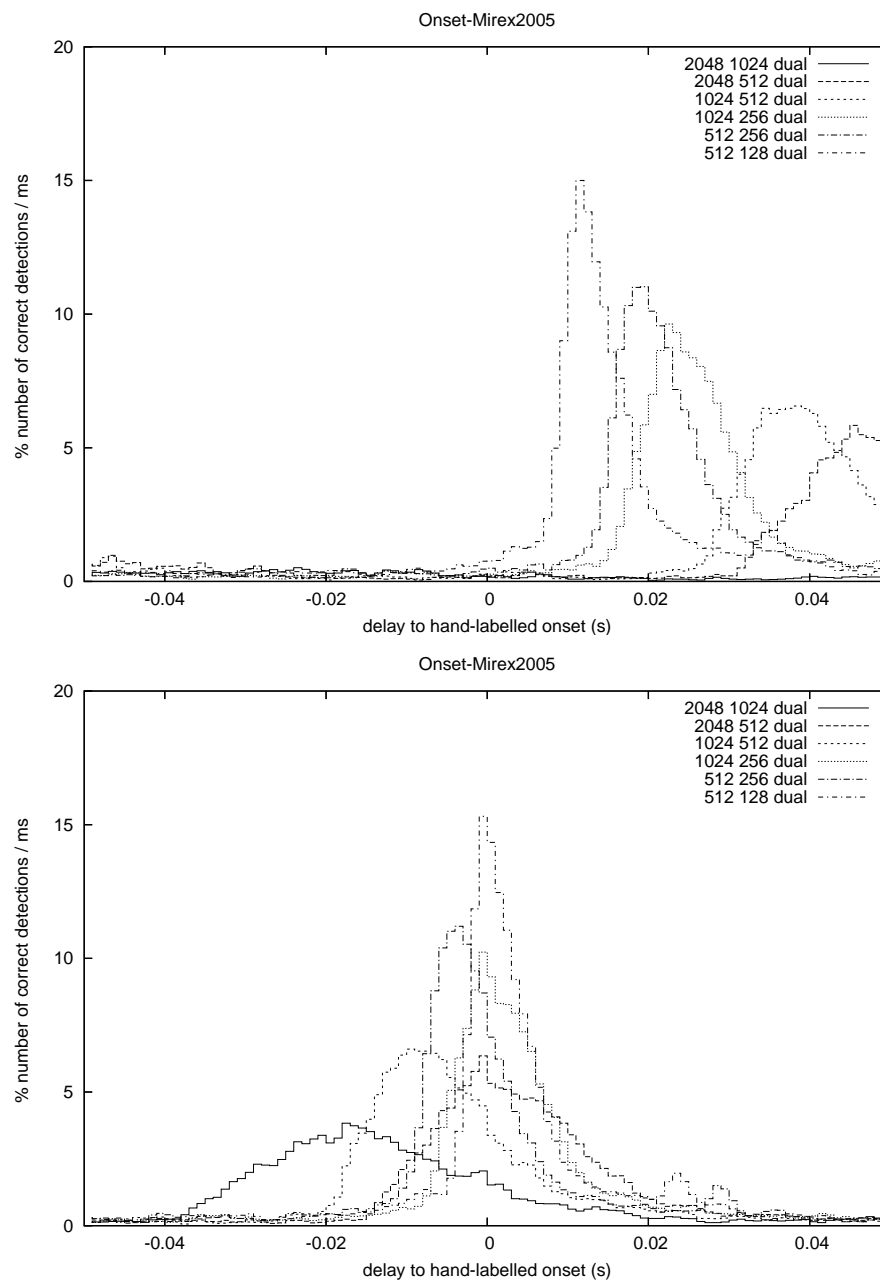 Onset-Mirex2005
20
15
10
5
0
% number of correct detections / ms
2048 1024 dual
2048 512 dual
1024 512 dual
1024 256 dual
512 256 dual
512 128 dual
-0.04 -0.02 0 0.02 0.04
delay to hand-labelled onset (s)
Onset-Mirex2005
20
15
10
5
0
% number of correct detections / ms
2048 1024 dual
2048 512 dual
1024 512 dual
1024 256 dual
512 256 dual
512 128 dual
-0.04 -0.02 0 0.02 0.04
delay to hand-labelled onset (s)